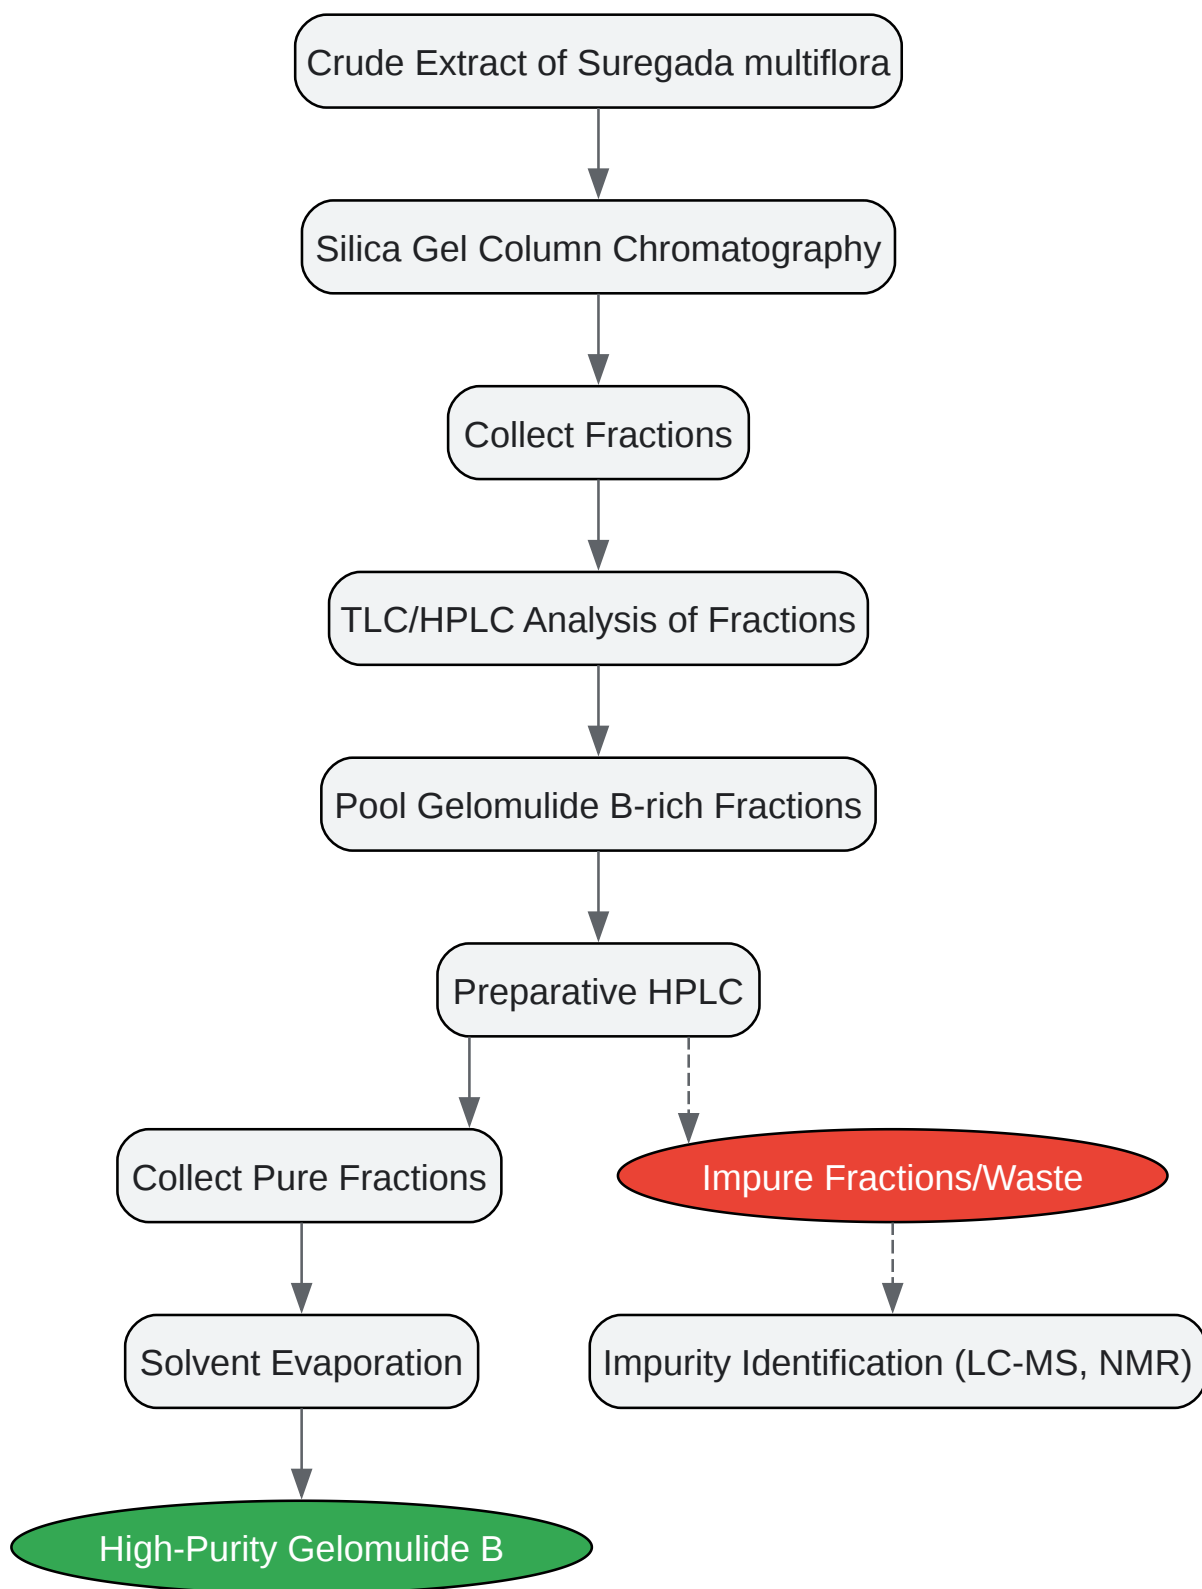 Crude Extract of Suregada multiflora
Silica Gel Column Chromatography
Collect Fractions
TLC/HPLC Analysis of Fractions
Pool Gelomulide B-rich Fractions
Preparative HPLC
Collect Pure Fractions
Impure Fractions/Waste
Solvent Evaporation
Impurity Identification (LC-MS, NMR)
High-Purity Gelomulide B